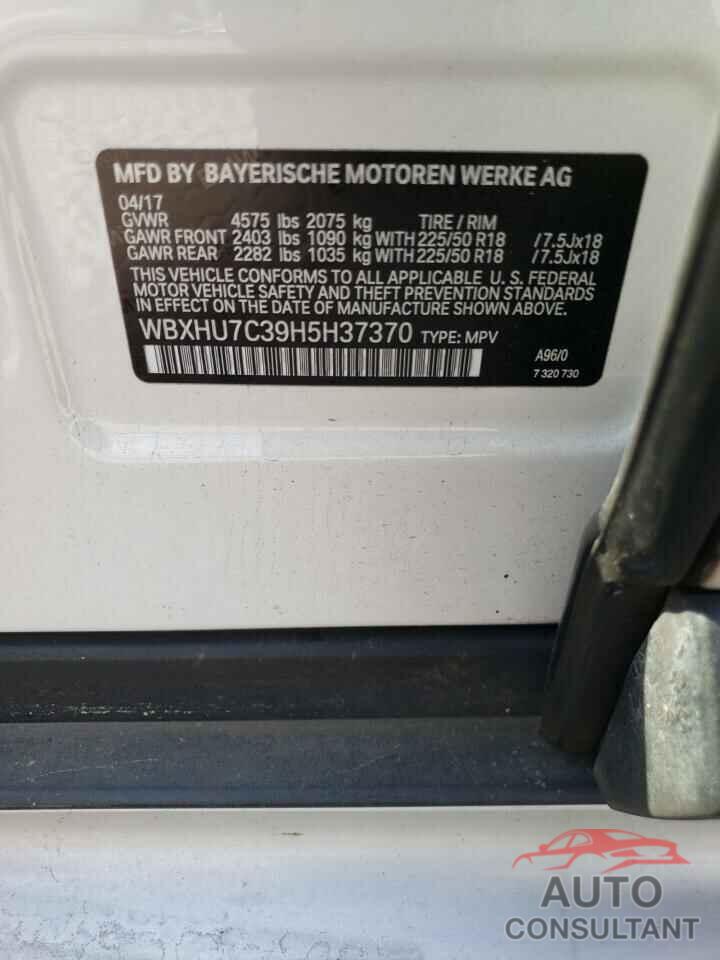 MFD BY BAYERISCHE MOTOREN WERKE AG
04/17
GVWR 4575 lbs 2075 kg TIRE / RIM
GAWR FRONT 2403 lbs 1090 kg WITH 225/50 R18 /7.5Jx18
GAWR REAR 2282 lbs 1035 kg WITH 225/50 R18 /7.5Jx18
THIS VEHICLE CONFORMS TO ALL APPLICABLE U. S. FEDERAL
MOTOR VEHICLE SAFETY AND THEFT PREVENTION STANDARDS
IN EFFECT ON THE DATE OF MANUFACTURE SHOWN ABOVE.
WBXHU7C39H5H37370 TYPE: MPV
A96/0
7 320 730
AUTO
CONSULTANT